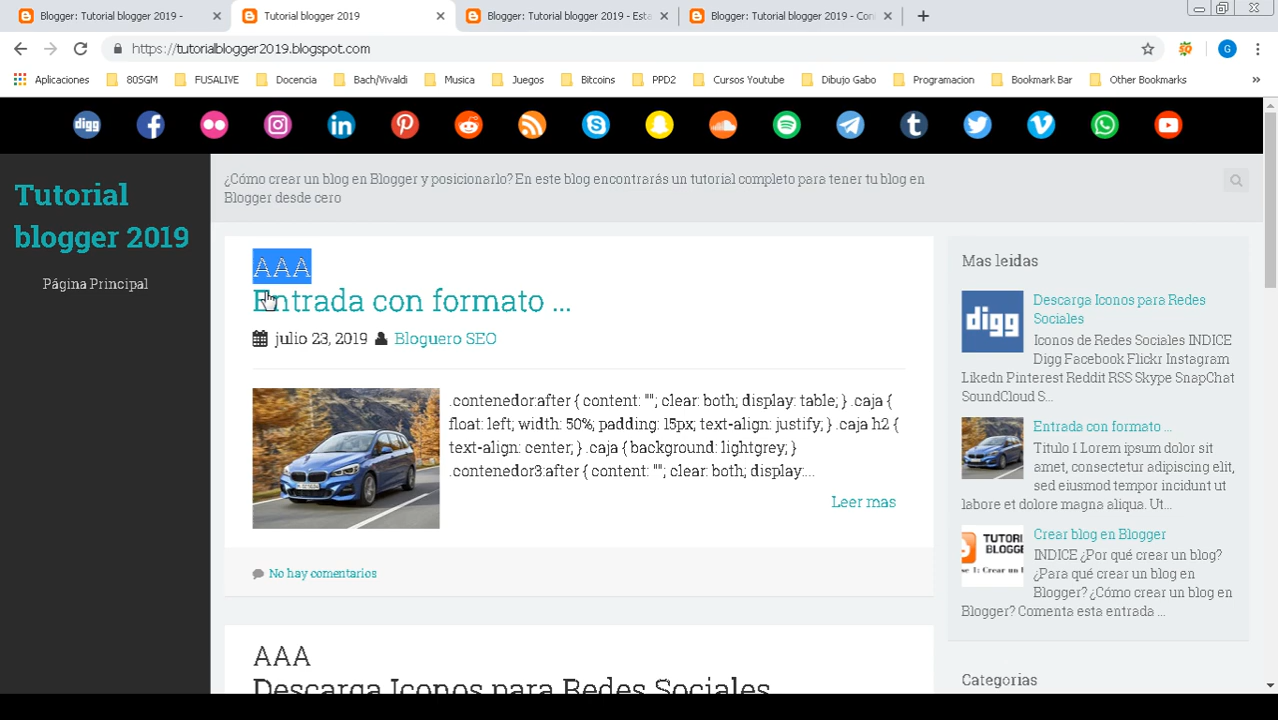 Blogger: Tutorial blogger 2019 -
Tutorial blogger 2019
Blogger: Tutorial blogger 2019 - Esta
Blogger: Tutorial blogger 2019 - Con
https://tutorialblogger2019.blogspot.com
G
Aplicaciones
80SGM
FUSALIVE
Docencia
Bach/Vivaldi
Musica
Juegos
Bitcoins
PPD2
Cursos Youtube
Dibujo Gabo
Programacion
Bookmark Bar
Other Bookmarks
digg
Tutorial
blogger 2019
Página Principal
¿Cómo crear un blog en Blogger y posicionarlo? En este blog encontrarás un tutorial completo para tener tu blog en
Blogger desde cero
AAA
Entrada con formato ...
julio 23, 2019 Bloguero SEO
.contenedor:after { content: ""; clear: both; display: table; } .caja {
float: left; width: 50%; padding: 15px; text-align: justify; } .caja h2 {
text-align: center; } .caja { background: lightgrey; }
.contenedor3:after { content: ""; clear: both; display:...
Leer mas
No hay comentarios
AAA
Descarga Iconos para Redes Sociales
Mas leidas
digg
Descarga Iconos para Redes
Sociales
Iconos de Redes Sociales INDICE
Digg Facebook Flickr Instagram
Likedn Pinterest Reddit RSS Skype SnapChat
SoundCloud S...
Entrada con formato ...
Titulo 1 Lorem ipsum dolor sit
amet, consectetur adipiscing elit,
sed eiusmod tempor incidunt ut
labore et dolore magna aliqua. Ut...
TUTOR
BLOGGE
se 1: Crear un l
Crear blog en Blogger
INDICE ¿Por qué crear un blog?
¿Para qué crear un blog en
Blogger? ¿Cómo crear un blog en
Blogger? Comenta esta entrada ...
Categorias